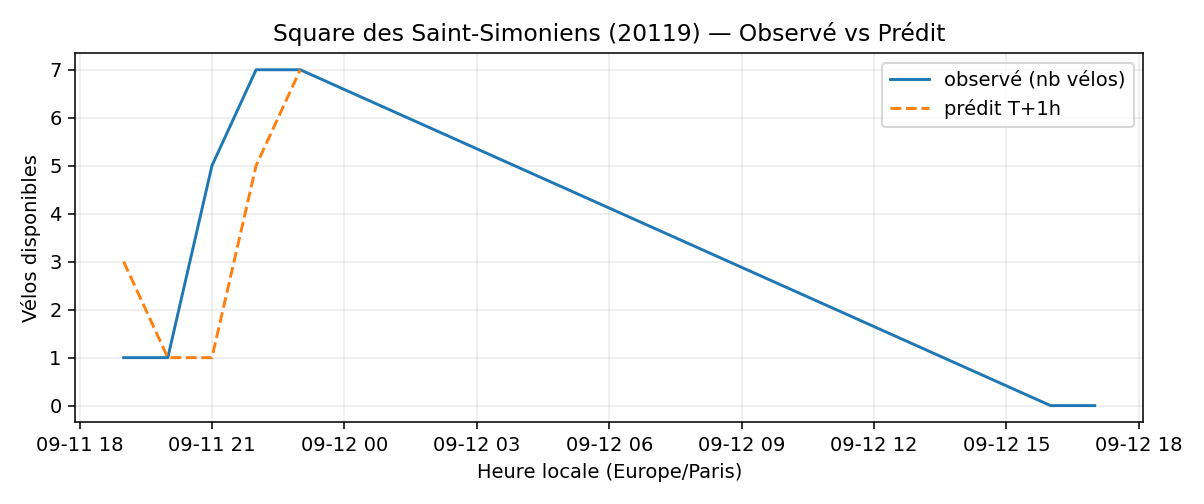 Square des Saint-Simoniens (20119) — Observé vs Prédit
observé (nb vélos)
prédit T+1h
Vélos disponibles
7
6
5
4
3
2
1
0
09-11 18 09-11 21 09-12 00 09-12 03 09-12 06 09-12 09 09-12 12 09-12 15 09-12 18
Heure locale (Europe/Paris)